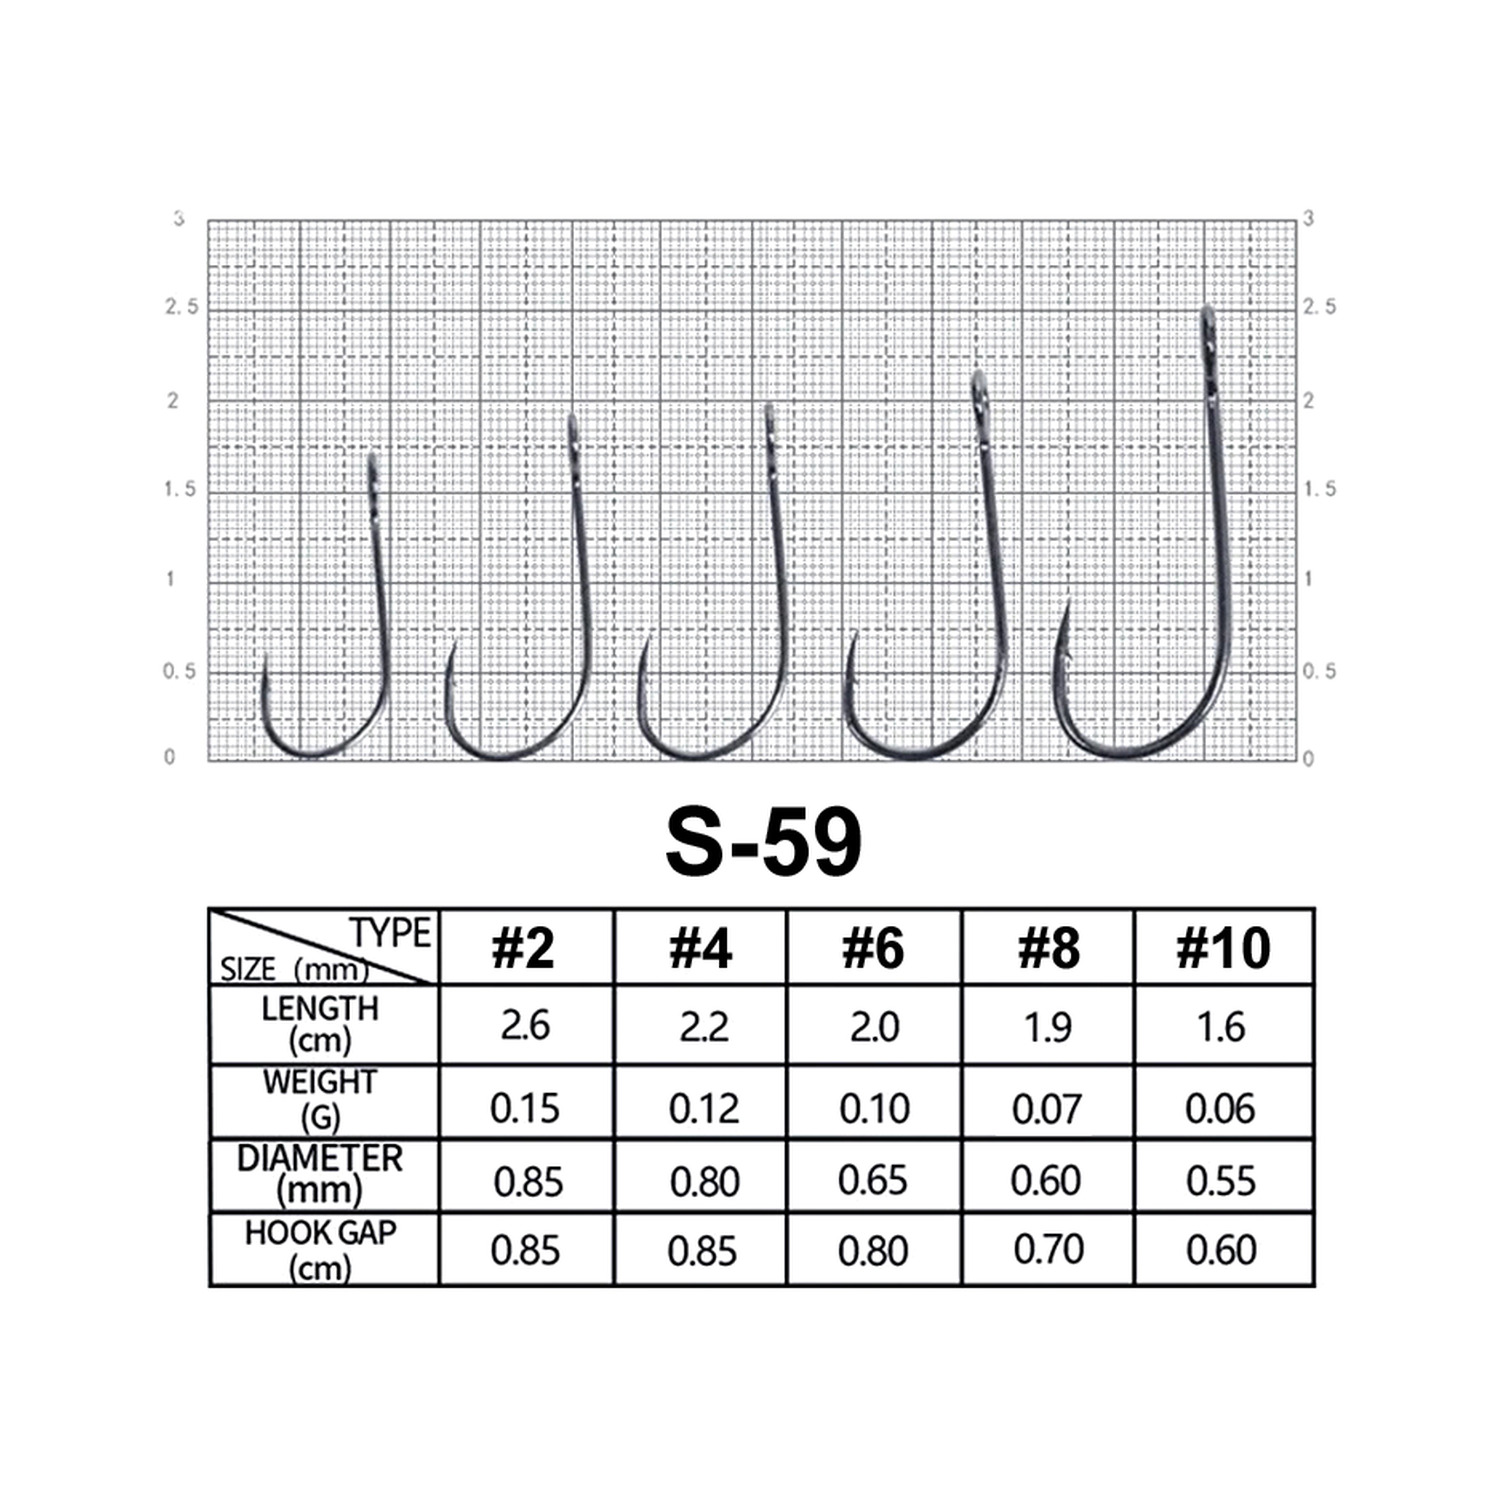 3 3
2.5 2.5
2 2
1.5 1.5
1 1
0.5 0.5
0 0
S-59
TYPE
SIZE (mm) #2 #4 #6 #8 #10
LENGTH
(cm) 2.6 2.2 2.0 1.9 1.6
WEIGHT
(G) 0.15 0.12 0.10 0.07 0.06
DIAMETER
(mm) 0.85 0.80 0.65 0.60 0.55
HOOK GAP
(cm) 0.85 0.85 0.80 0.70 0.60